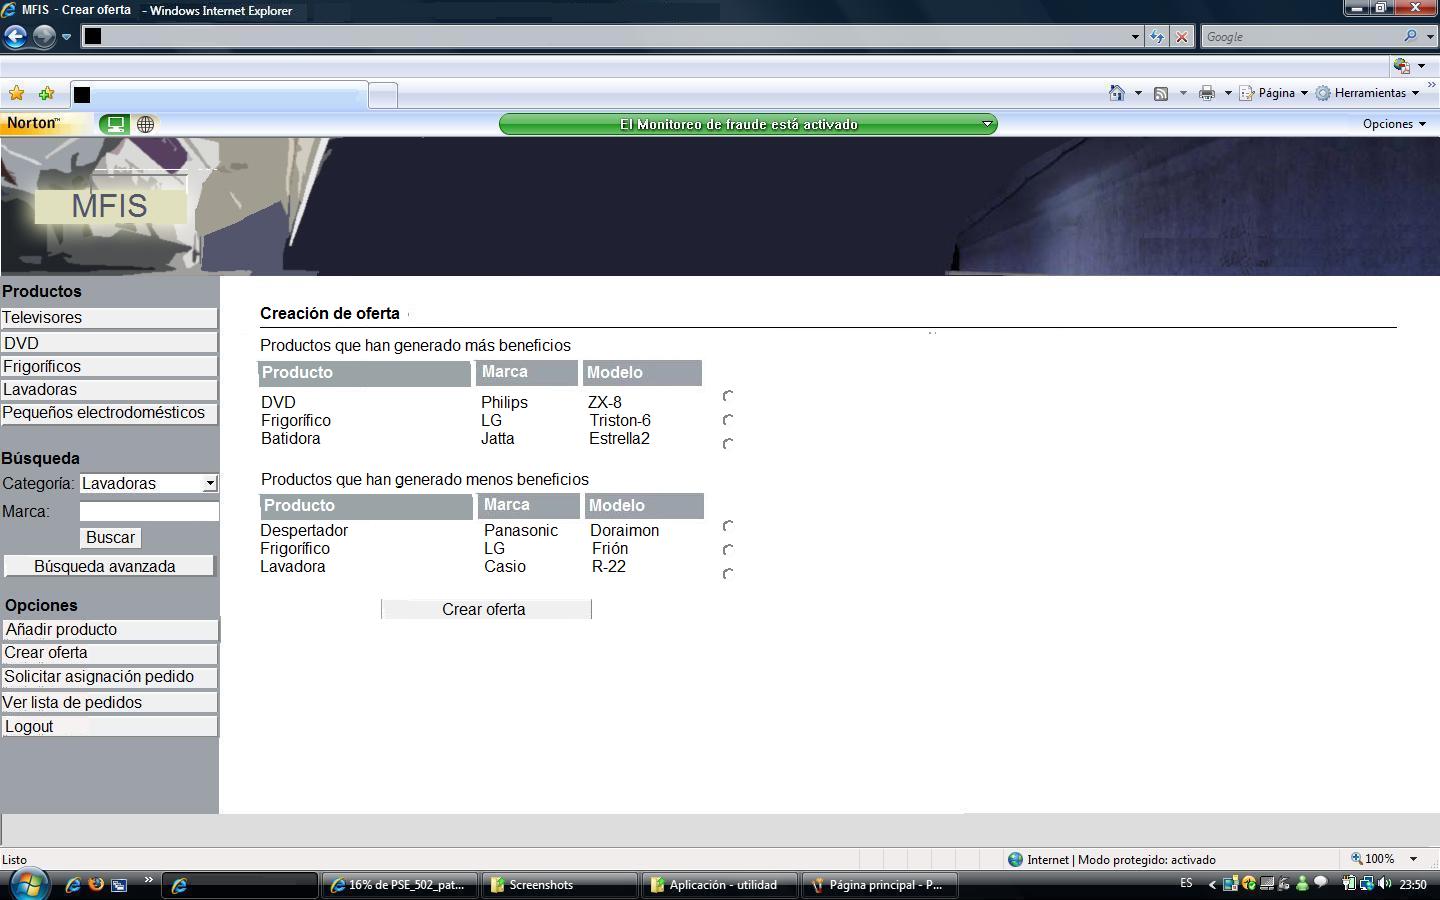 MFIS - Crear oferta - Windows Internet Explorer
Google
Página Herramientas
Norton™ El Monitoreo de fraude está activado Opciones
MFIS
Productos
Televisores
DVD
Frigoríficos
Lavadoras
Pequeños electrodomésticos
Búsqueda
Categoría: Lavadoras
Marca:
Buscar
Búsqueda avanzada
Opciones
Añadir producto
Crear oferta
Solicitar asignación pedido
Ver lista de pedidos
Logout
Creación de oferta
Productos que han generado más beneficios
Producto Marca Modelo
DVD Philips ZX-8
Frigorífico LG Triston-6
Batidora Jatta Estrella2
Productos que han generado menos beneficios
Producto Marca Modelo
Despertador Panasonic Doraimon
Frigorífico LG Frión
Lavadora Casio R-22
Crear oferta
Listo Internet | Modo protegido: activado 100%
16% de PSE_502_pat... Screenshots Aplicación - utilidad Página principal - P... ES 23:50